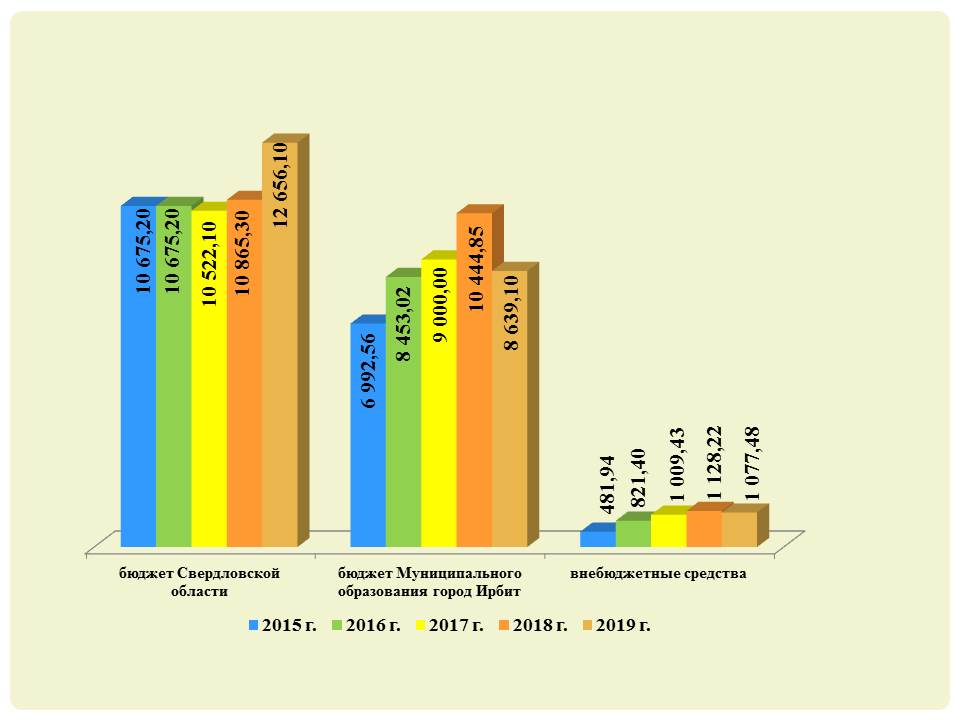 10 675,20
10 675,20
10 522,10
10 865,30
12 656,10
6 992,56
8 453,02
9 000,00
10 444,85
8 639,10
481,94
821,40
1 009,43
1 128,22
1 077,48
бюджет Свердловской
области
бюджет Муниципального
образования город Ирбит
внебюджетные средства
2015 г.
2016 г.
2017 г.
2018 г.
2019 г.